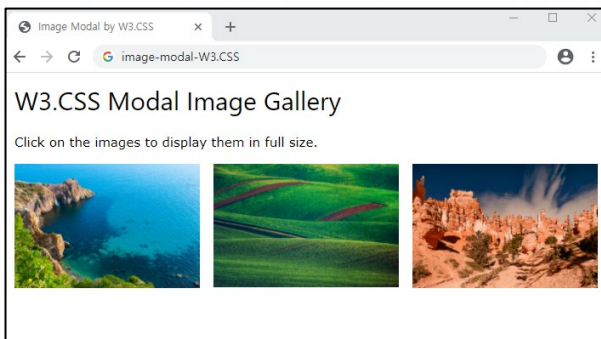 Image Modal by W3.CSS
image-modal-W3.CSS
W3.CSS Modal Image Gallery
Click on the images to display them in full size.